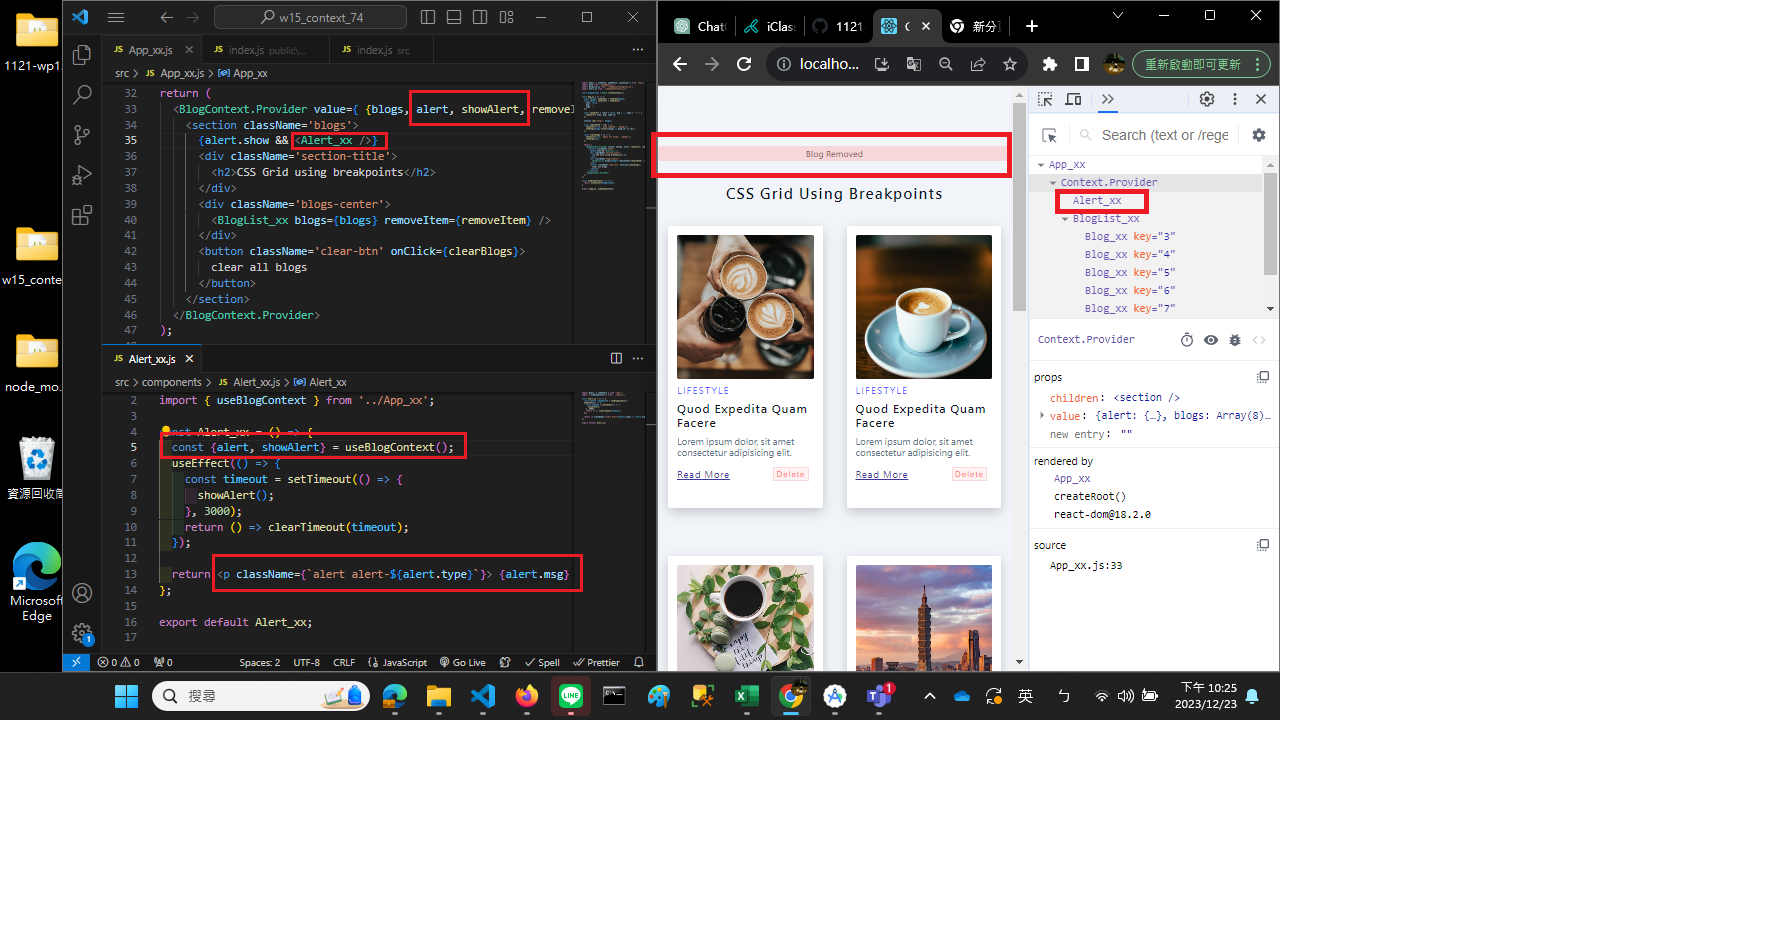 1121-wp1.
w15_conte
node_mo.
資源回收筒
Microsoft
Edge
w15_context_74
JS App_xx.js
JS index.js public\...
JS index.js src
src > JS App_xx.js > App_xx
32 return (
33 <BlogContext.Provider value={ {blogs, alert, showAlert, removeI
34 <section className='blogs'>
35 {alert.show && <Alert_xx />}
36 <div className='section-title'>
37 <h2>CSS Grid using breakpoints</h2>
38 </div>
39 <div className='blogs-center'>
40 <BlogList_xx blogs={blogs} removeItem={removeItem} />
41 </div>
42 <button className='clear-btn' onClick={clearBlogs}>
43 clear all blogs
44 </button>
45 </section>
46 </BlogContext.Provider>
47 );
JS Alert_xx.js
src > components > JS Alert_xx.js > Alert_xx
2 import { useBlogContext } from '../App_xx';
3
4 const Alert_xx = () => {
5 const {alert, showAlert} = useBlogContext();
6 useEffect(() => {
7 const timeout = setTimeout(() => {
8 showAlert();
9 }, 3000);
10 return () => clearTimeout(timeout);
11 });
12
13 return <p className={`alert alert-${alert.type}`}> {alert.msg}
14 };
15
16 export default Alert_xx;
17
1
0 0 0 Spaces: 2 UTF-8 CRLF JavaScript Go Live Spell Prettier
Chat
iClas
1121
新分
localho...
重新啟動即可更新
Blog Removed
CSS Grid Using Breakpoints
LIFESTYLE
Quod Expedita Quam
Facere
Lorem ipsum dolor, sit amet
consectetur adipisicing elit.
Read More Delete
LIFESTYLE
Quod Expedita Quam
Facere
Lorem ipsum dolor, sit amet
consectetur adipisicing elit.
Read More Delete
Search (text or /rege
App_xx
Context.Provider
Alert_xx
BlogList_xx
Blog_xx key="3"
Blog_xx key="4"
Blog_xx key="5"
Blog_xx key="6"
Blog_xx key="7"
Context.Provider
props
children: <section />
value: {alert: {…}, blogs: Array(8)…
new entry: ""
rendered by
App_xx
createRoot()
react-dom@18.2.0
source
App_xx.js:33
搜尋
LINE
1
英
ㄅ
下午 10:25
2023/12/23